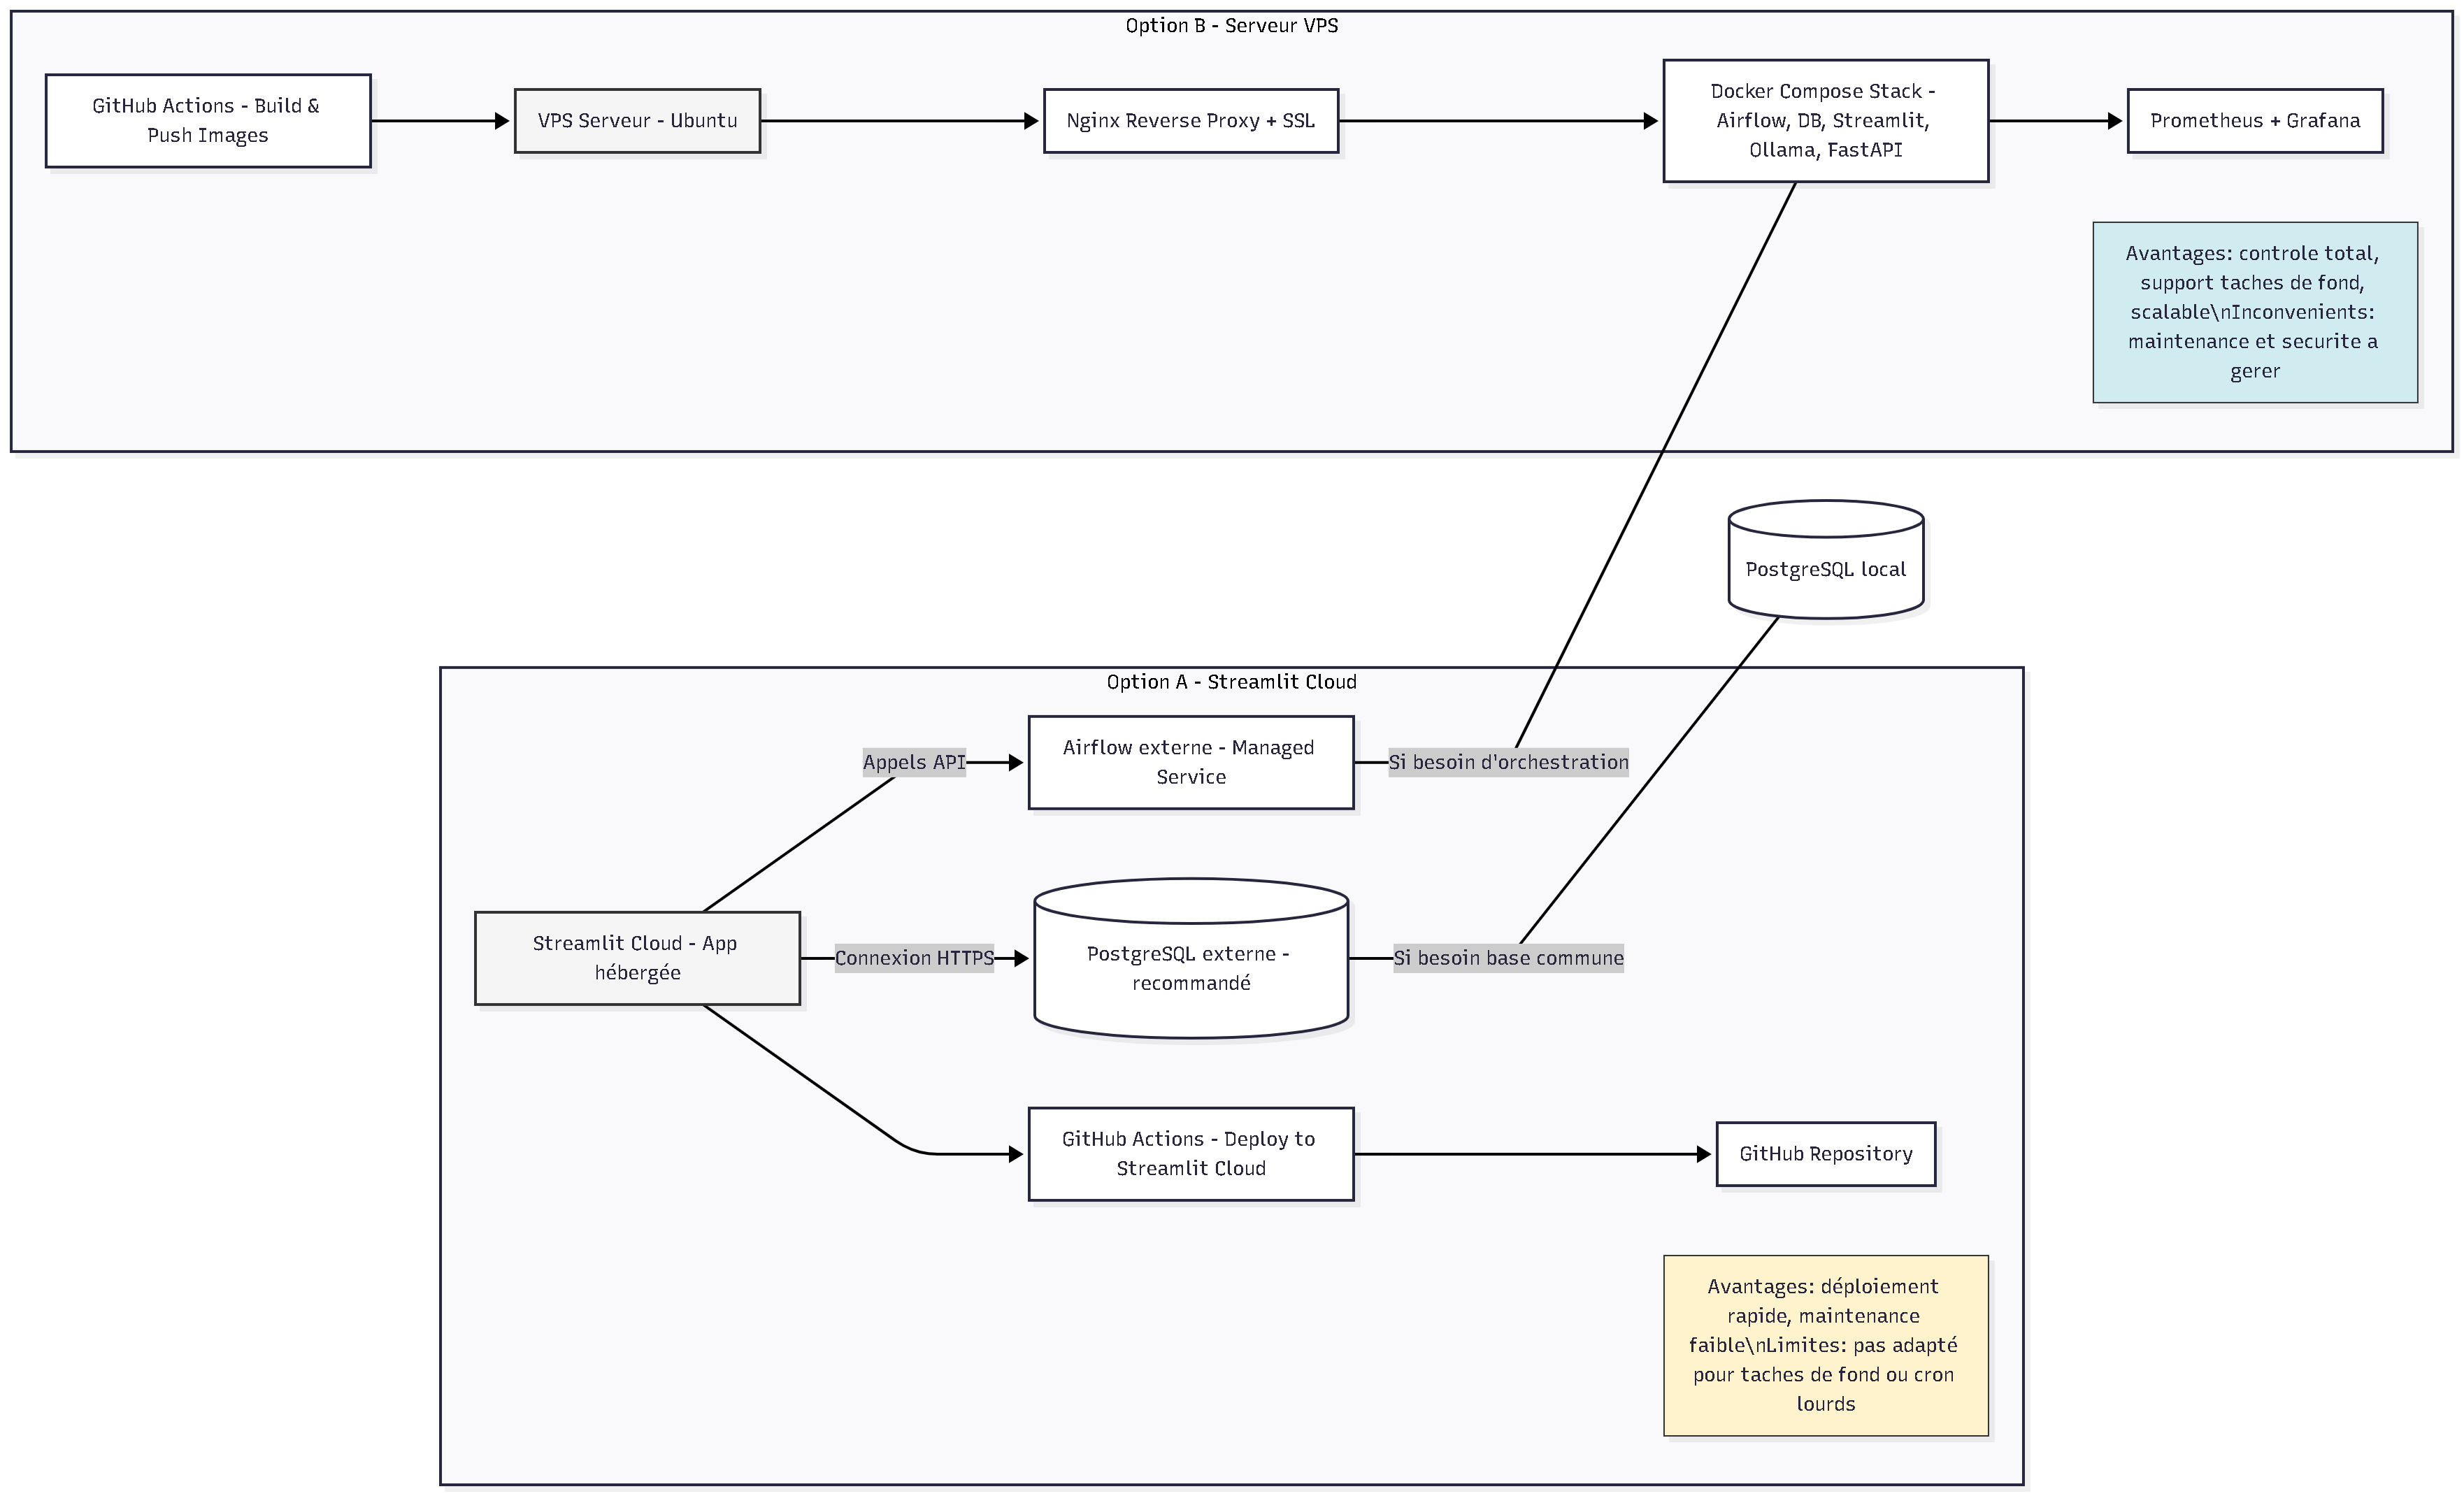 Option B - Serveur VPS
GitHub Actions - Build &
Push Images
VPS Serveur - Ubuntu
Nginx Reverse Proxy + SSL
Docker Compose Stack -
Airflow, DB, Streamlit,
Ollama, FastAPI
Prometheus + Grafana
Avantages: controle total,
support taches de fond,
scalable\nInconvenients:
maintenance et securite a
gerer
PostgreSQL local
Option A - Streamlit Cloud
Appels API
Airflow externe - Managed
Service
Si besoin d'orchestration
Streamlit Cloud - App
hébergée
Connexion HTTPS
PostgreSQL externe -
recommandé
Si besoin base commune
GitHub Actions - Deploy to
Streamlit Cloud
GitHub Repository
Avantages: déploiement
rapide, maintenance
faible\nLimites: pas adapté
pour taches de fond ou cron
lourds